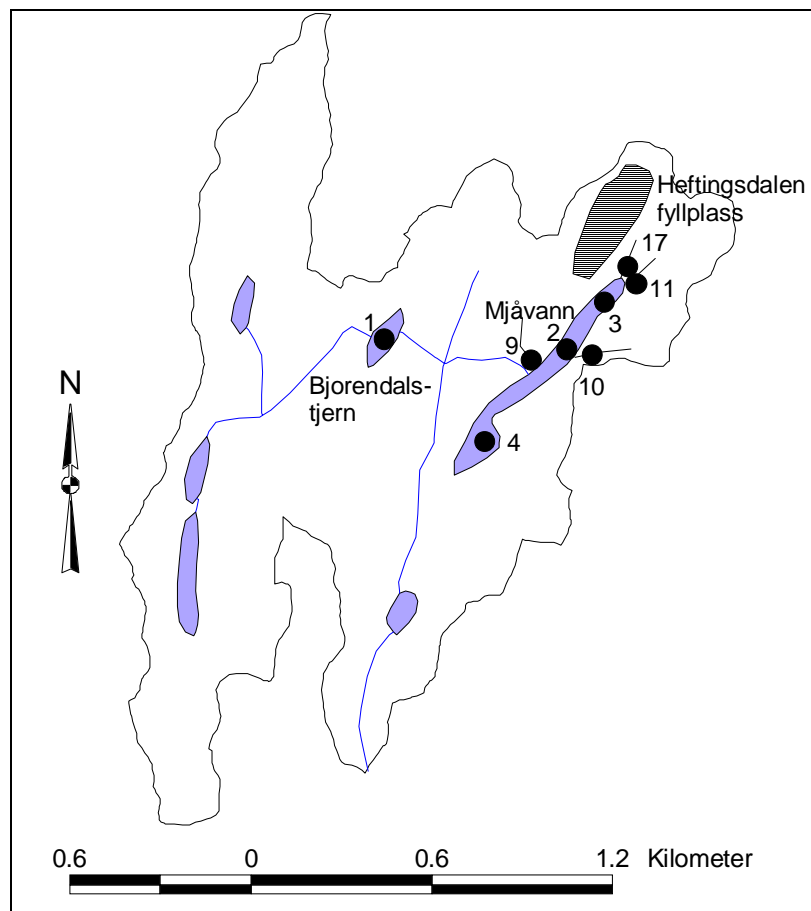 Heftingsdalen
fyllplass
17
11
3
Mjåvann
2
1
9
10
Bjorendals-
tjern
N
4
0.6 0 0.6 1.2 Kilometer